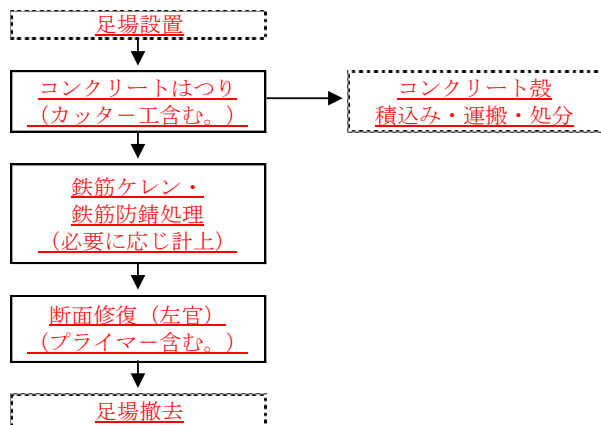 足場設置
コンクリートはつり
（カッター工含む。）
コンクリート殻
積込み・運搬・処分
鉄筋ケレン・
鉄筋防錆処理
（必要に応じ計上）
断面修復（左官）
（プライマー含む。）
足場撤去